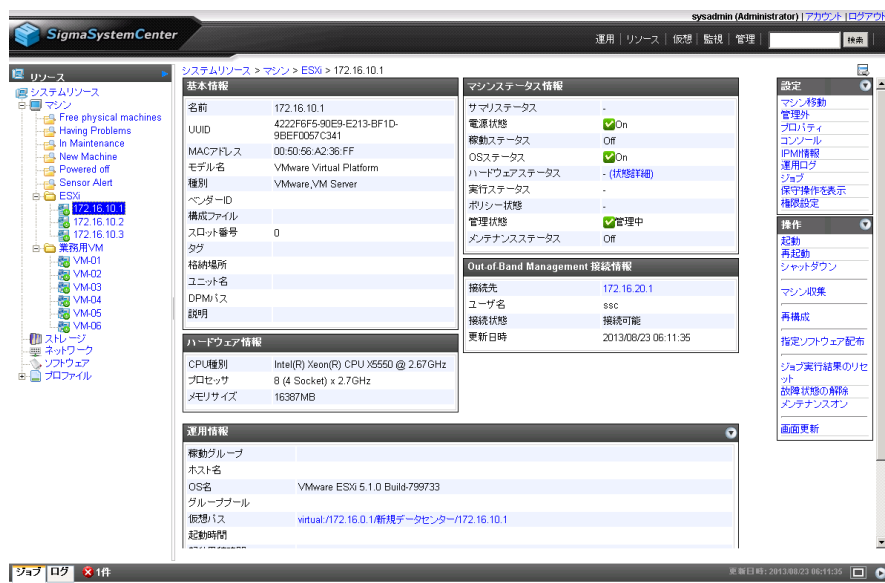 sysadmin (Administrator) | アカウント | ログアウト
SigmaSystemCenter
運用 | リソース | 仮想 | 監視 | 管理 |
検索
リソース
システムリソース
マシン
Free physical machines
Having Problems
In Maintenance
New Machine
Powered off
Sensor Alert
ESXi
172.16.10.1
172.16.10.2
172.16.10.3
業務用VM
VM-01
VM-02
VM-03
VM-04
VM-05
VM-06
ストレージ
ネットワーク
ソフトウェア
プロファイル
システムリソース > マシン > ESXi > 172.16.10.1
基本情報
名前 172.16.10.1
UUID 4222F6F5-90E9-E213-BF1D-
9BEF0057C341
MACアドレス 00:50:56:A2:36:FF
モデル名 VMware Virtual Platform
種別 VMware,VM Server
ベンダーID
構成ファイル
スロット番号 0
タグ
格納場所
ユニット名
DPMパス
説明
ハードウェア情報
CPU種別 Intel(R) Xeon(R) CPU X5550 @ 2.67GHz
プロセッサ 8 (4 Socket) x 2.7GHz
メモリサイズ 16387MB
マシンステータス情報
サマリステータス -
電源状態 On
稼動ステータス Off
OSステータス On
ハードウェアステータス - (状態詳細)
実行ステータス -
ポリシー状態 -
管理状態 管理中
メンテナンスステータス Off
Out-of-Band Management 接続情報
接続先 172.16.20.1
ユーザ名 ssc
接続状態 接続可能
更新日時 2013/08/23 06:11:35
運用情報
稼動グループ
ホスト名
OS名 VMware ESXi 5.1.0 Build-799733
グループプール
仮想パス virtual:/172.16.0.1/新規データセンター/172.16.10.1
起動時間
設定
マシン移動
管理外
プロパティ
コンソール
IPMI情報
運用ログ
ジョブ
保守操作を表示
権限設定
操作
起動
再起動
シャットダウン
マシン収集
再構成
指定ソフトウェア配布
ジョブ実行結果のリセ
ット
故障状態の解除
メンテナンスオン
画面更新
ジョブ ログ 1件
更新日時: 2013/08/23 06:11:35